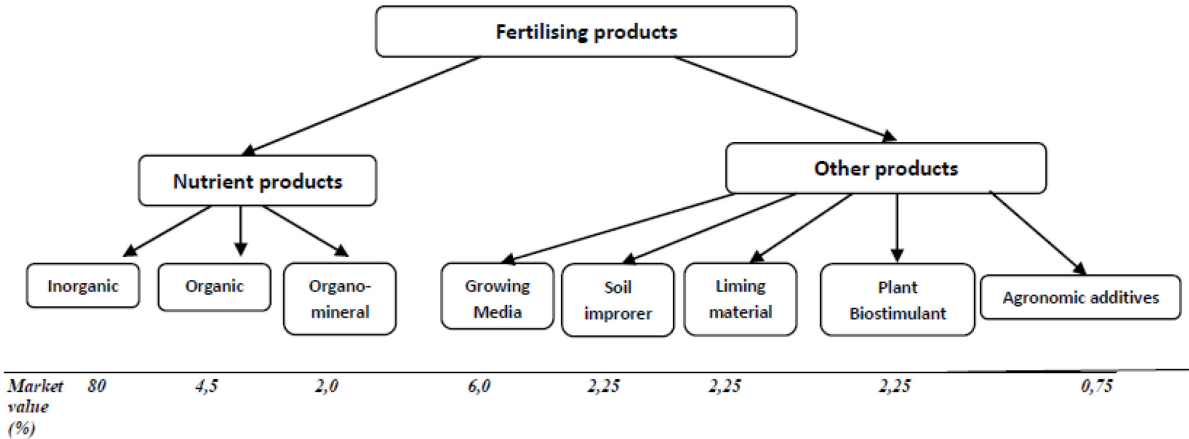 Fertilising products
Nutrient products
Other products
Inorganic
Organic
Organo-
mineral
Growing
Media
Soil
improrer
Liming
material
Plant
Biostimulant
Agronomic additives
Market
value
(%)
80
4,5
2,0
6,0
2,25
2,25
2,25
0,75